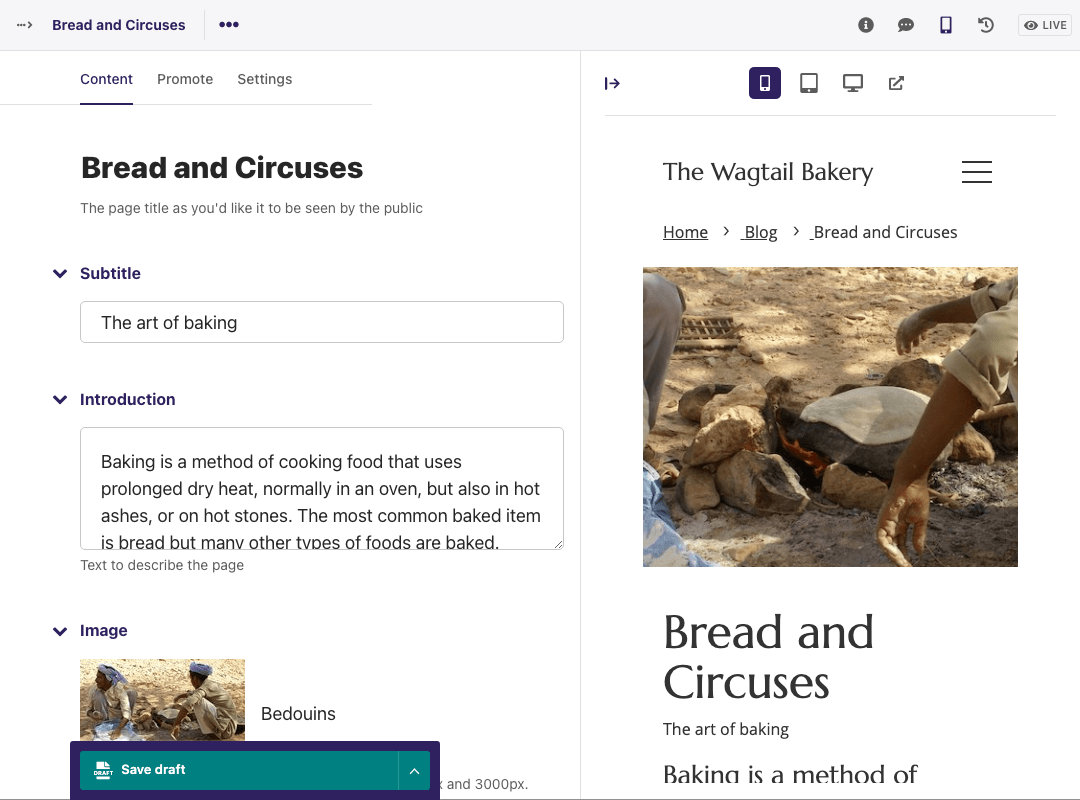 Bread and Circuses
LIVE
Content Promote Settings
Bread and Circuses
The page title as you'd like it to be seen by the public
Subtitle
The art of baking
Introduction
Baking is a method of cooking food that uses
prolonged dry heat, normally in an oven, but also in hot
ashes, or on hot stones. The most common baked item
is bread but many other types of foods are baked.
Text to describe the page
Image
Bedouins
and 3000px.
DRAFT Save draft
The Wagtail Bakery
Home › Blog › Bread and Circuses
Bread and
Circuses
The art of baking
Baking is a method of